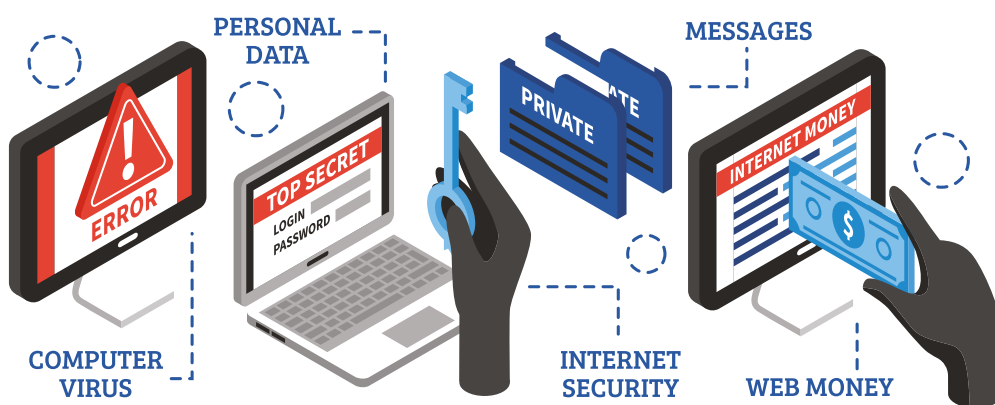 PERSONAL
DATA
MESSAGES
ERROR
TOP SECRET
LOGIN
PASSWORD
PRIVATE
ATE
INTERNET MONEY
$
COMPUTER
VIRUS
INTERNET
SECURITY
WEB MONEY